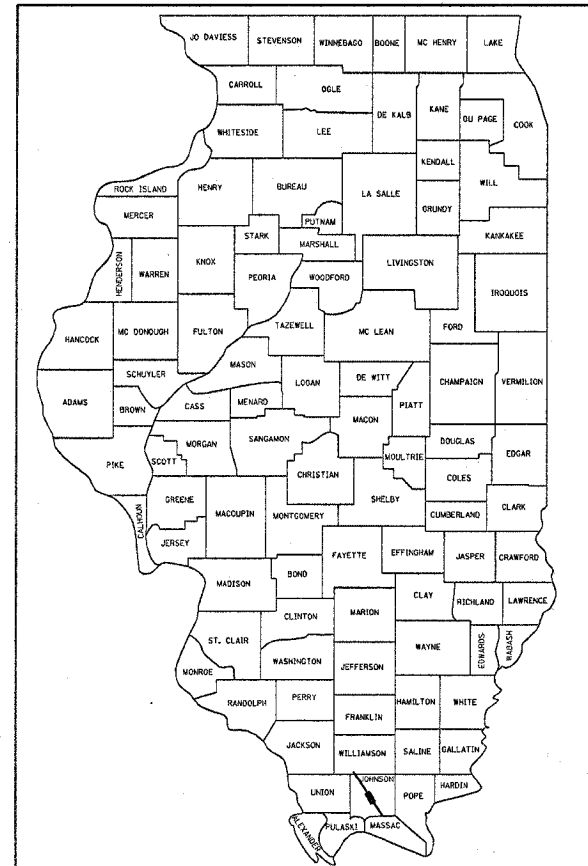 JO DAVIESS STEVENSON WINNEBAGO BOONE MC HENRY LAKE
CARROLL OGLE DE KALB KANE DU PAGE COOK
WHITESIDE LEE
KENDALL WILL
ROCK ISLAND HENRY BUREAU LA SALLE GRUNDY
MERCER PUTNAM
STARK MARSHALL KANKAKEE
HENDERSON WARREN KNOX PEORIA WOODFORD LIVINGSTON IROQUOIS
HANCOCK MC DONOUGH FULTON TAZEWELL MC LEAN FORD
SCHUYLER MASON LOGAN DE WITT CHAMPAIGN VERMILION
ADAMS BROWN CASS MENARD MACON PIATT
PIKE SCOTT MORGAN SANGAMON MOULTRIE DOUGLAS EDGAR
CHRISTIAN COLES
CALHOUN GREENE MACOUPIN MONTGOMERY SHELBY CUMBERLAND CLARK
JERSEY FAYETTE EFFINGHAM JASPER CRAWFORD
MADISON BOND
CLINTON MARION CLAY RICHLAND LAWRENCE
ST. CLAIR WAYNE EDWARDS WABASH
MONROE WASHINGTON JEFFERSON
RANDOLPH PERRY HAMILTON WHITE
FRANKLIN
JACKSON WILLIAMSON SALINE GALLATIN
JOHNSON HARDIN
UNION POPE
ALEXANDER PULASKI MASSAC